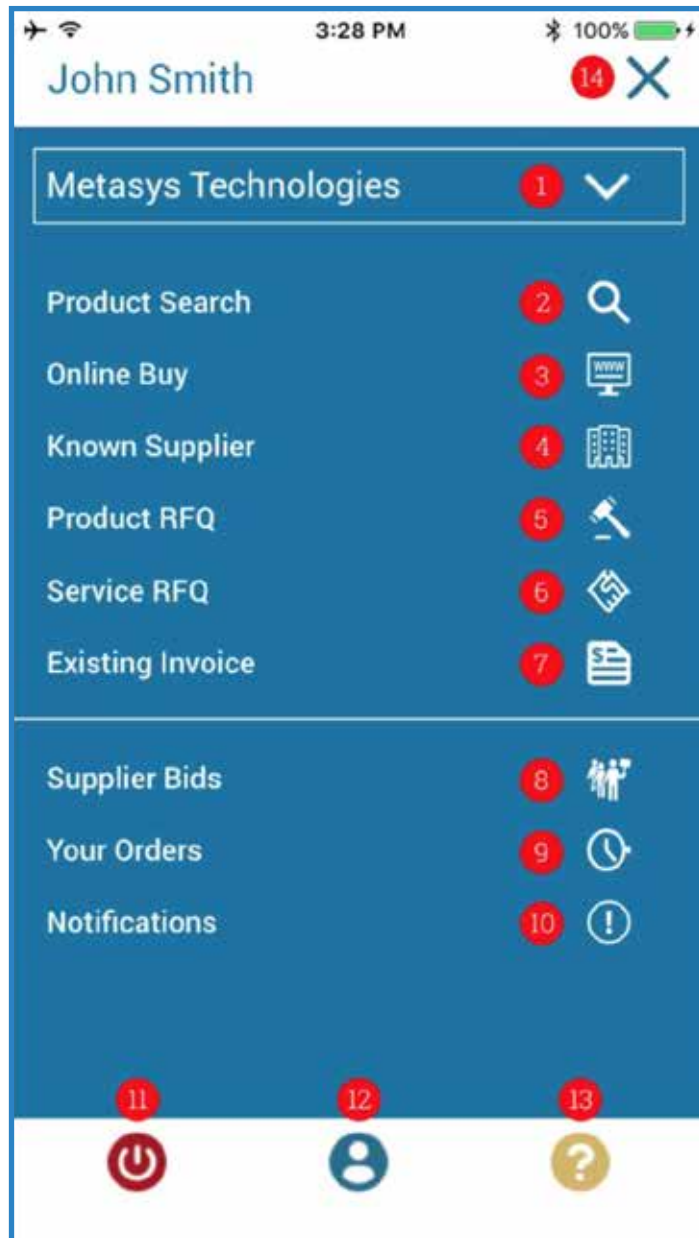 3:28 PM 100%
John Smith 14
Metasys Technologies 1
Product Search 2
Online Buy 3 WWW
Known Supplier 4
Product RFQ 5
Service RFQ 6
Existing Invoice 7 $
Supplier Bids 8
Your Orders 9
Notifications 10 !
11 12 13
?